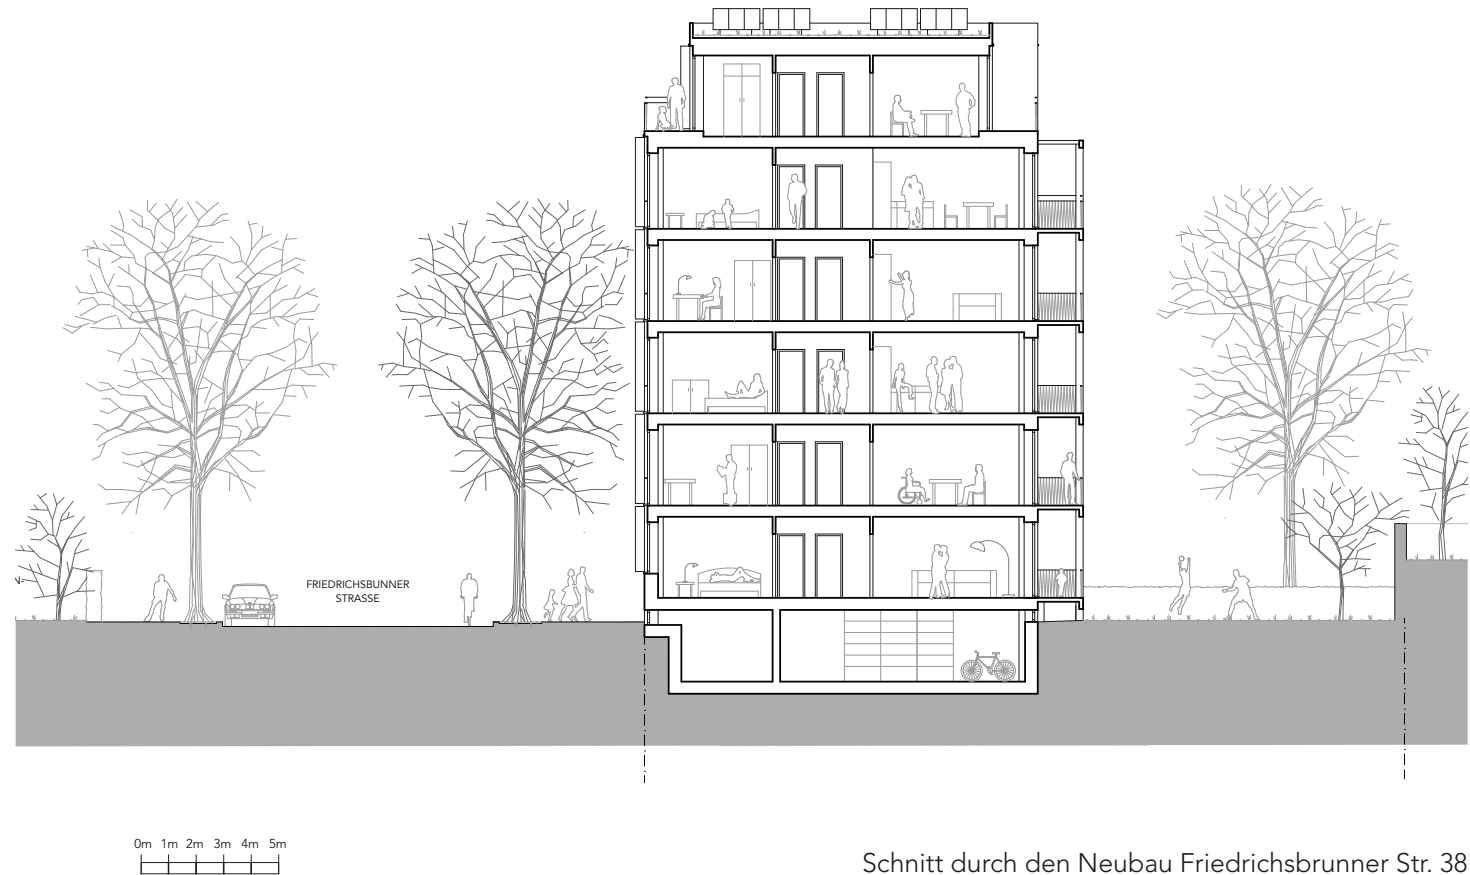 FRIEDRICHSBUNNER
STRASSE
0m 1m 2m 3m 4m 5m
Schnitt durch den Neubau Friedrichsbrunner Str. 38